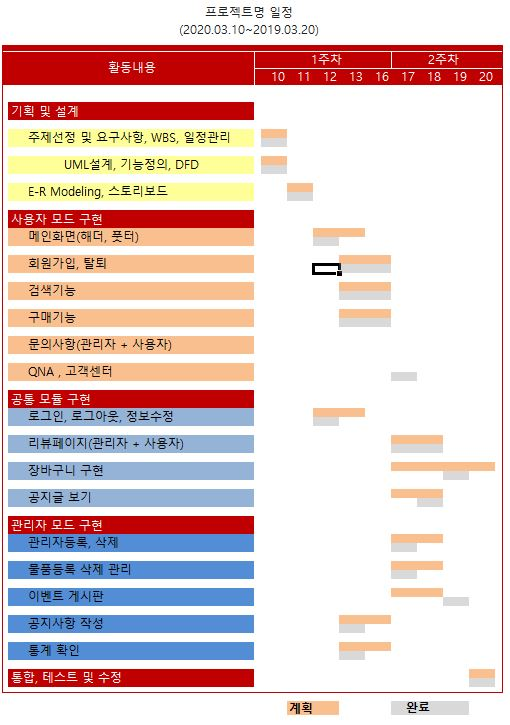 프로젝트명 일정
(2020.03.10~2019.03.20)
활동내용
1주차 2주차
10 11 12 13 16 17 18 19 20
기획 및 설계
주제선정 및 요구사항, WBS, 일정관리
UML설계, 기능정의, DFD
E-R Modeling, 스토리보드
사용자 모드 구현
메인화면(해더, 풋터)
회원가입, 탈퇴
검색기능
구매기능
문의사항(관리자 + 사용자)
QNA , 고객센터
공통 모듈 구현
로그인, 로그아웃, 정보수정
리뷰페이지(관리자 + 사용자)
장바구니 구현
공지글 보기
관리자 모드 구현
관리자등록, 삭제
물품등록 삭제 관리
이벤트 게시판
공지사항 작성
통계 확인
통합, 테스트 및 수정
계획 완료